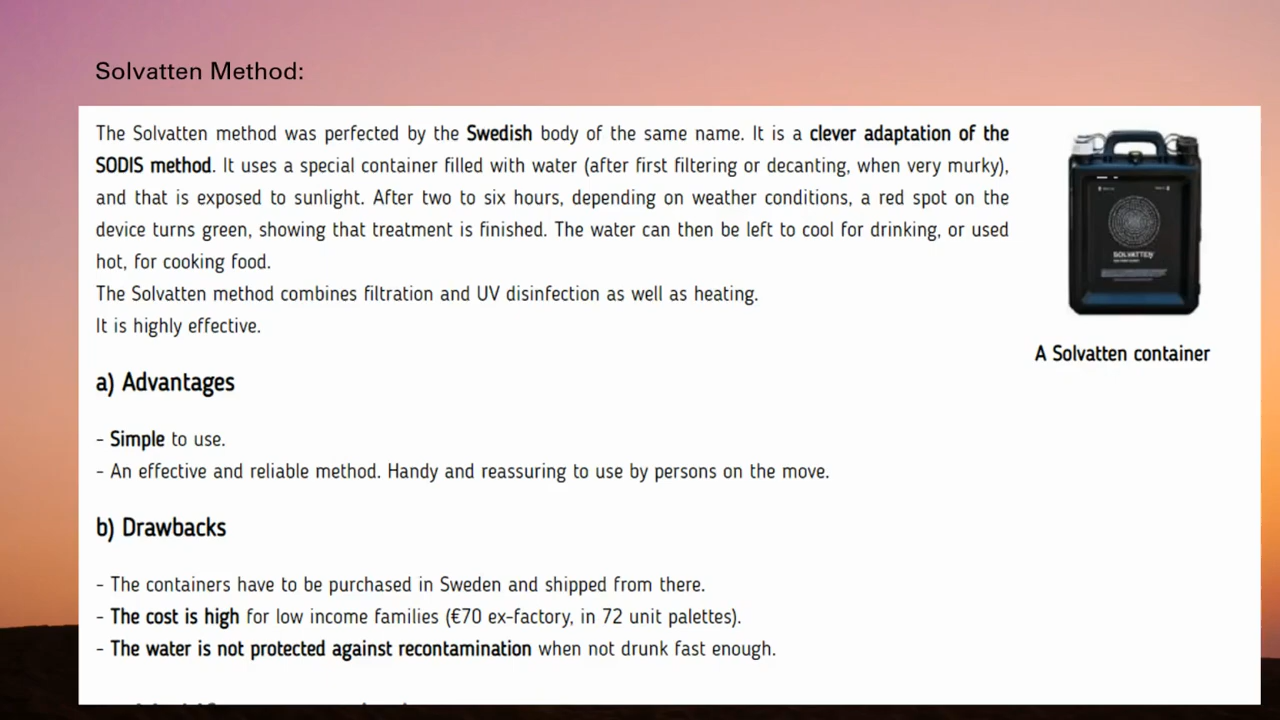 Solvatten Method:
The Solvatten method was perfected by the Swedish body of the same name. It is a clever adaptation of the
SODIS method. It uses a special container filled with water (after first filtering or decanting, when very murky),
and that is exposed to sunlight. After two to six hours, depending on weather conditions, a red spot on the
device turns green, showing that treatment is finished. The water can then be left to cool for drinking, or used
hot, for cooking food.
The Solvatten method combines filtration and UV disinfection as well as heating.
It is highly effective.
SOLVATTEN
A Solvatten container
a) Advantages
- Simple to use.
- An effective and reliable method. Handy and reassuring to use by persons on the move.
b) Drawbacks
- The containers have to be purchased in Sweden and shipped from there.
- The cost is high for low income families (€70 ex-factory, in 72 unit palettes).
- The water is not protected against recontamination when not drunk fast enough.